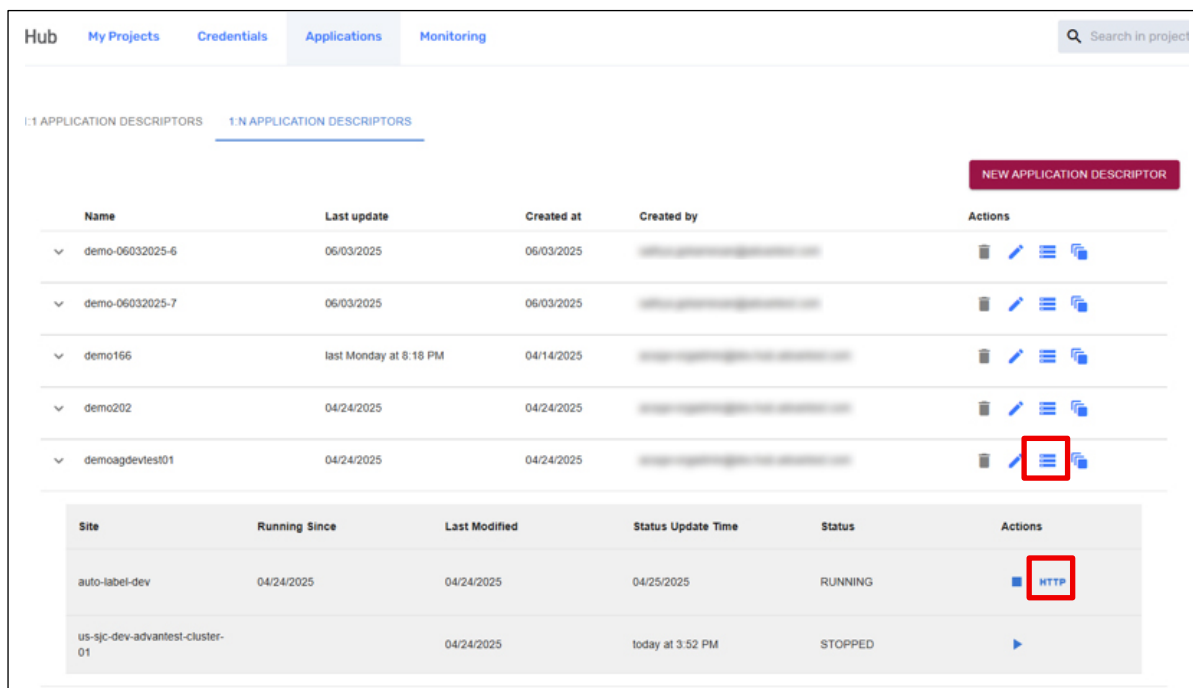 Hub My Projects Credentials Applications Monitoring Search in project
1:1 APPLICATION DESCRIPTORS 1:N APPLICATION DESCRIPTORS
NEW APPLICATION DESCRIPTOR
Name Last update Created at Created by Actions
demo-06032025-6 06/03/2025 06/03/2025
demo-06032025-7 06/03/2025 06/03/2025
demo166 last Monday at 8:18 PM 04/14/2025
demo202 04/24/2025 04/24/2025
demoagdevtest01 04/24/2025 04/24/2025
Site Running Since Last Modified Status Update Time Status Actions
auto-label-dev 04/24/2025 04/24/2025 04/25/2025 RUNNING HTTP
us-sjc-dev-advantest-cluster-
01 04/24/2025 today at 3:52 PM STOPPED